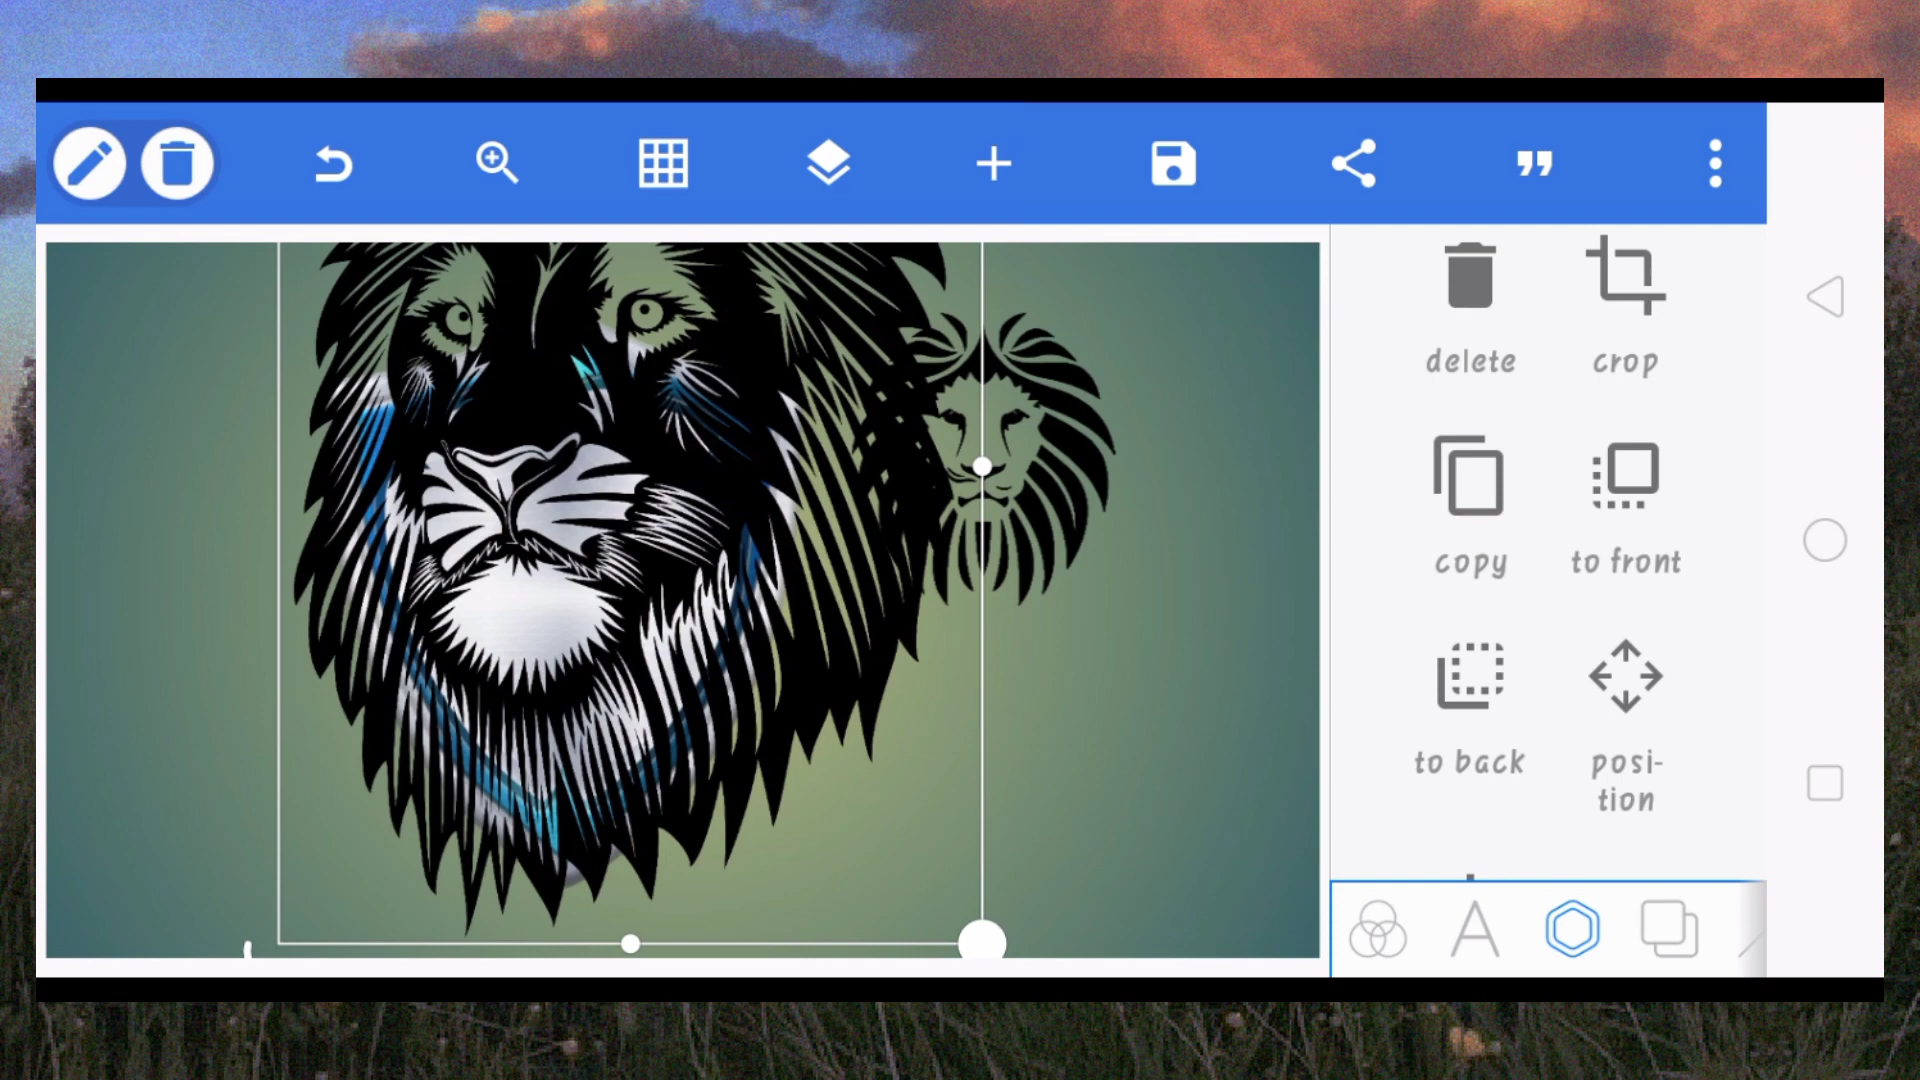 delete
crop
copy
to front
to back
posi-
tion